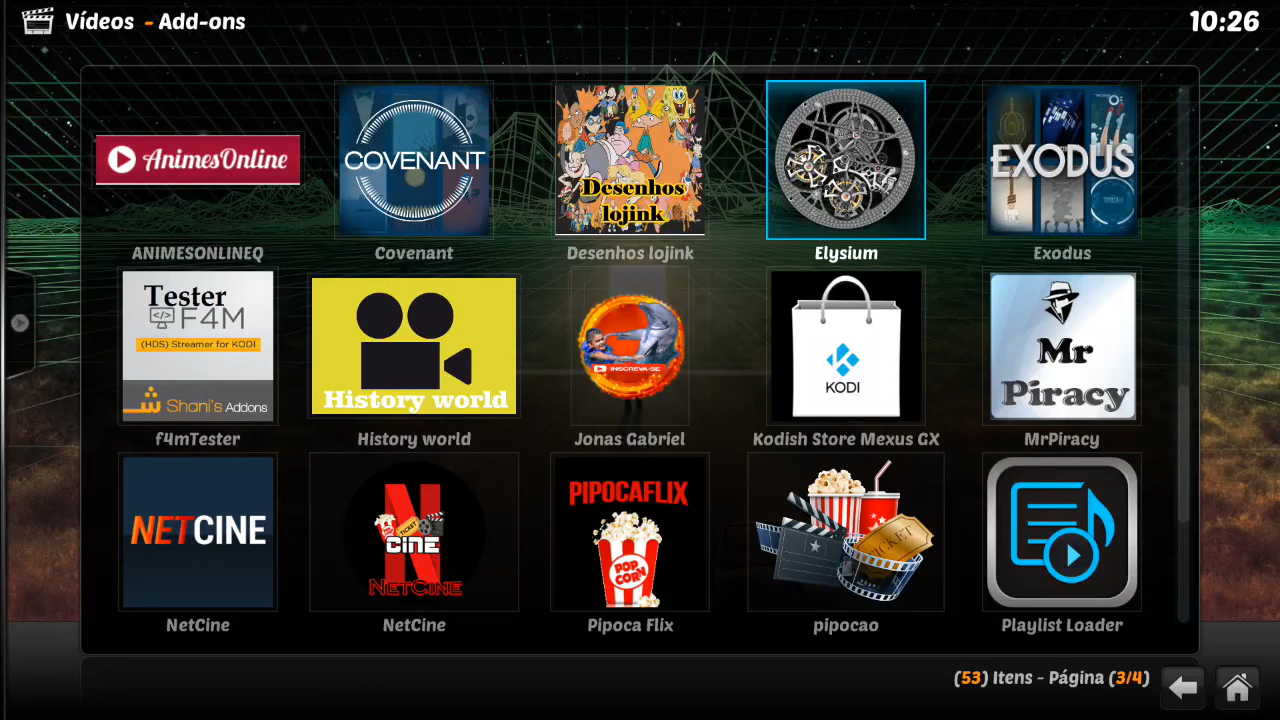 Vídeos - Add-ons
10:26
AnimesOnline
COVENANT
Desenhos
lojink
EXODUS
ANIMESONLINEQ
Covenant
Desenhos lojink
Elysium
Exodus
Tester
F4M
(HDS) Streamer for KODI
Shani's Addons
History world
INSCREVA-SE
KODI
Mr
Piracy
f4mTester
History world
Jonas Gabriel
Kodish Store Mexus GX
MrPiracy
NETCINE
N
TICKET
CINE
NETCINE
PIPOCAFLIX
POP
CORN
TICKET
NetCine
NetCine
Pipoca Flix
pipocao
Playlist Loader
(53) Itens - Página (3/4)